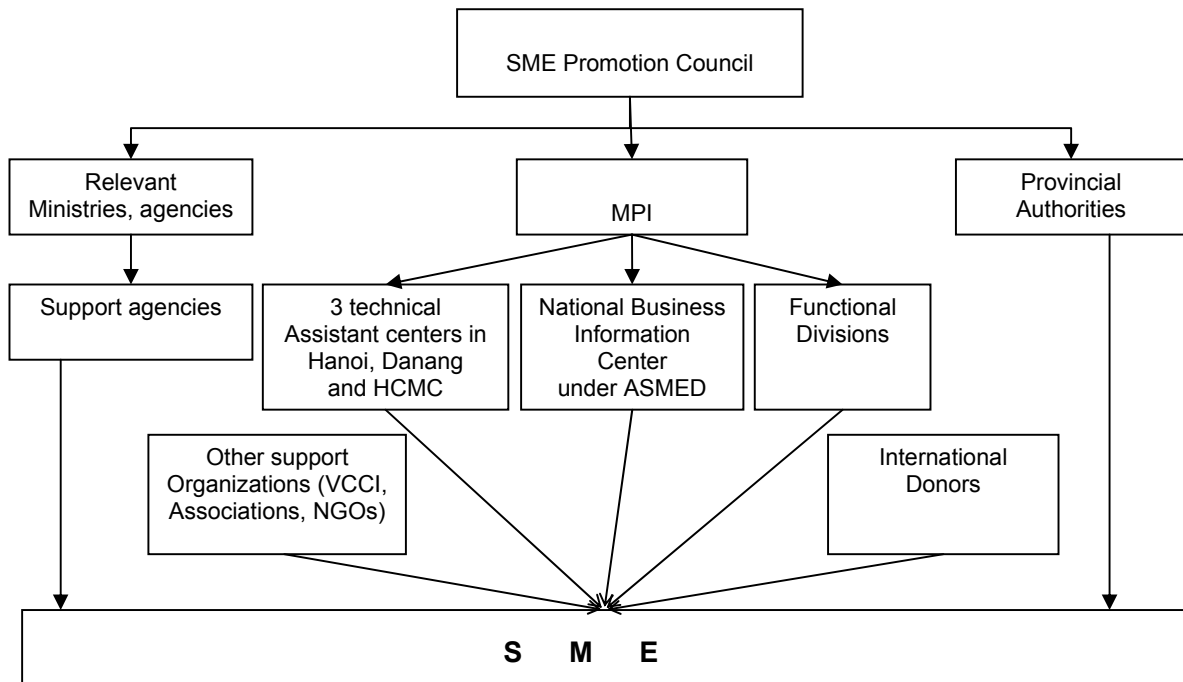 SME Promotion Council
Relevant
Ministries, agencies
MPI
Provincial
Authorities
Support agencies
3 technical
Assistant centers in
Hanoi, Danang
and HCMC
National Business
Information
Center
under ASMED
Functional
Divisions
Other support
Organizations (VCCI,
Associations, NGOs)
International
Donors
S M E